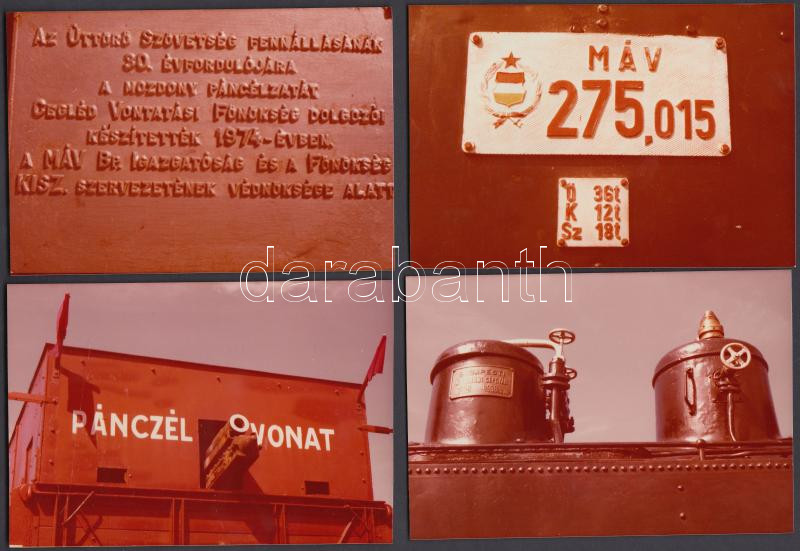 Az Úttörő Szövetség fennállásának
30. évfordulójára
a mozdony páncélzatát
Cegléd Vontatási Főnökség dolgozói
készítették 1974-évben.
A MÁV Bp. Igazgatóság és a Főnökség
KISZ. szervezetének védnöksége alatt
MÁV
275,015
Ü 36t
K 12t
Sz 18t
darabanth
PÁNCZÉL VONAT
BUDAPEST